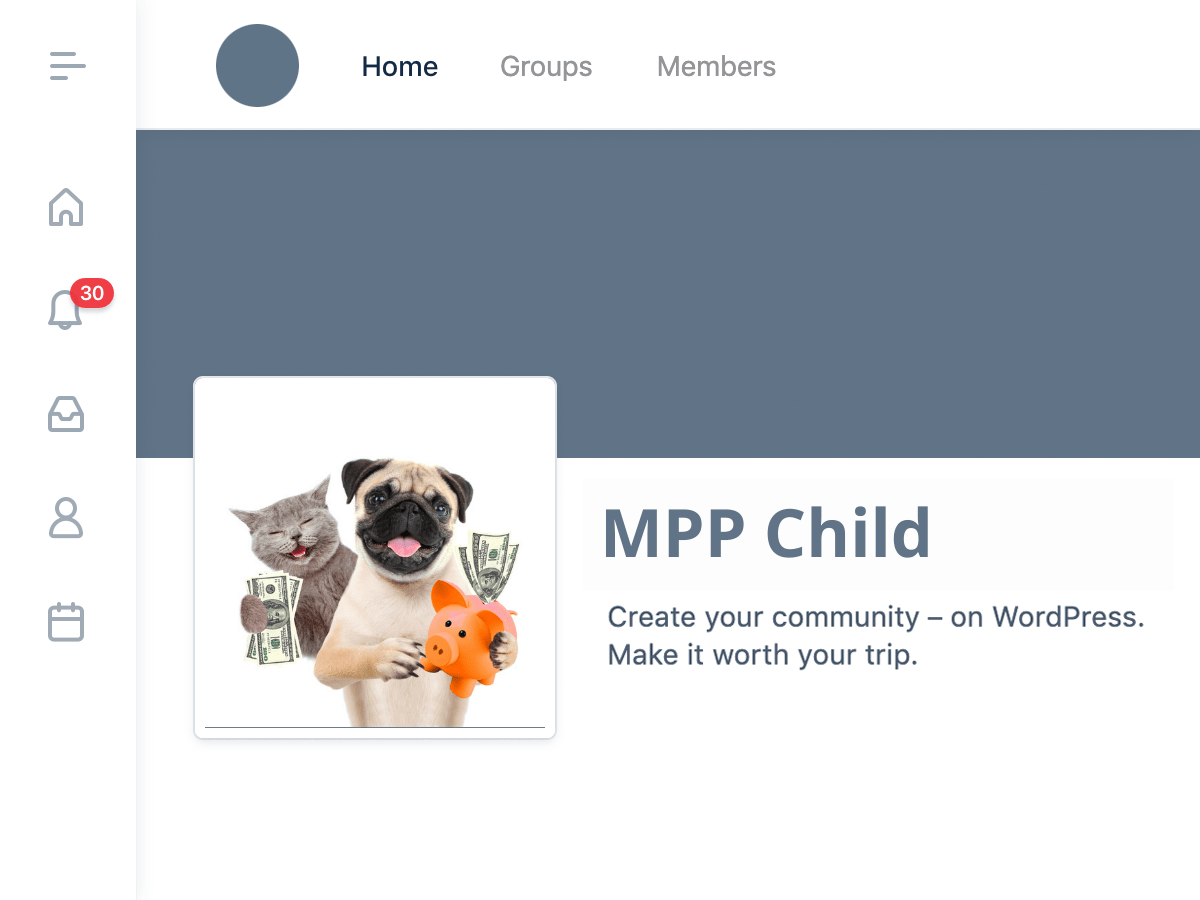 Home
Groups
Members
30
MPP Child
Create your community – on WordPress.
Make it worth your trip.